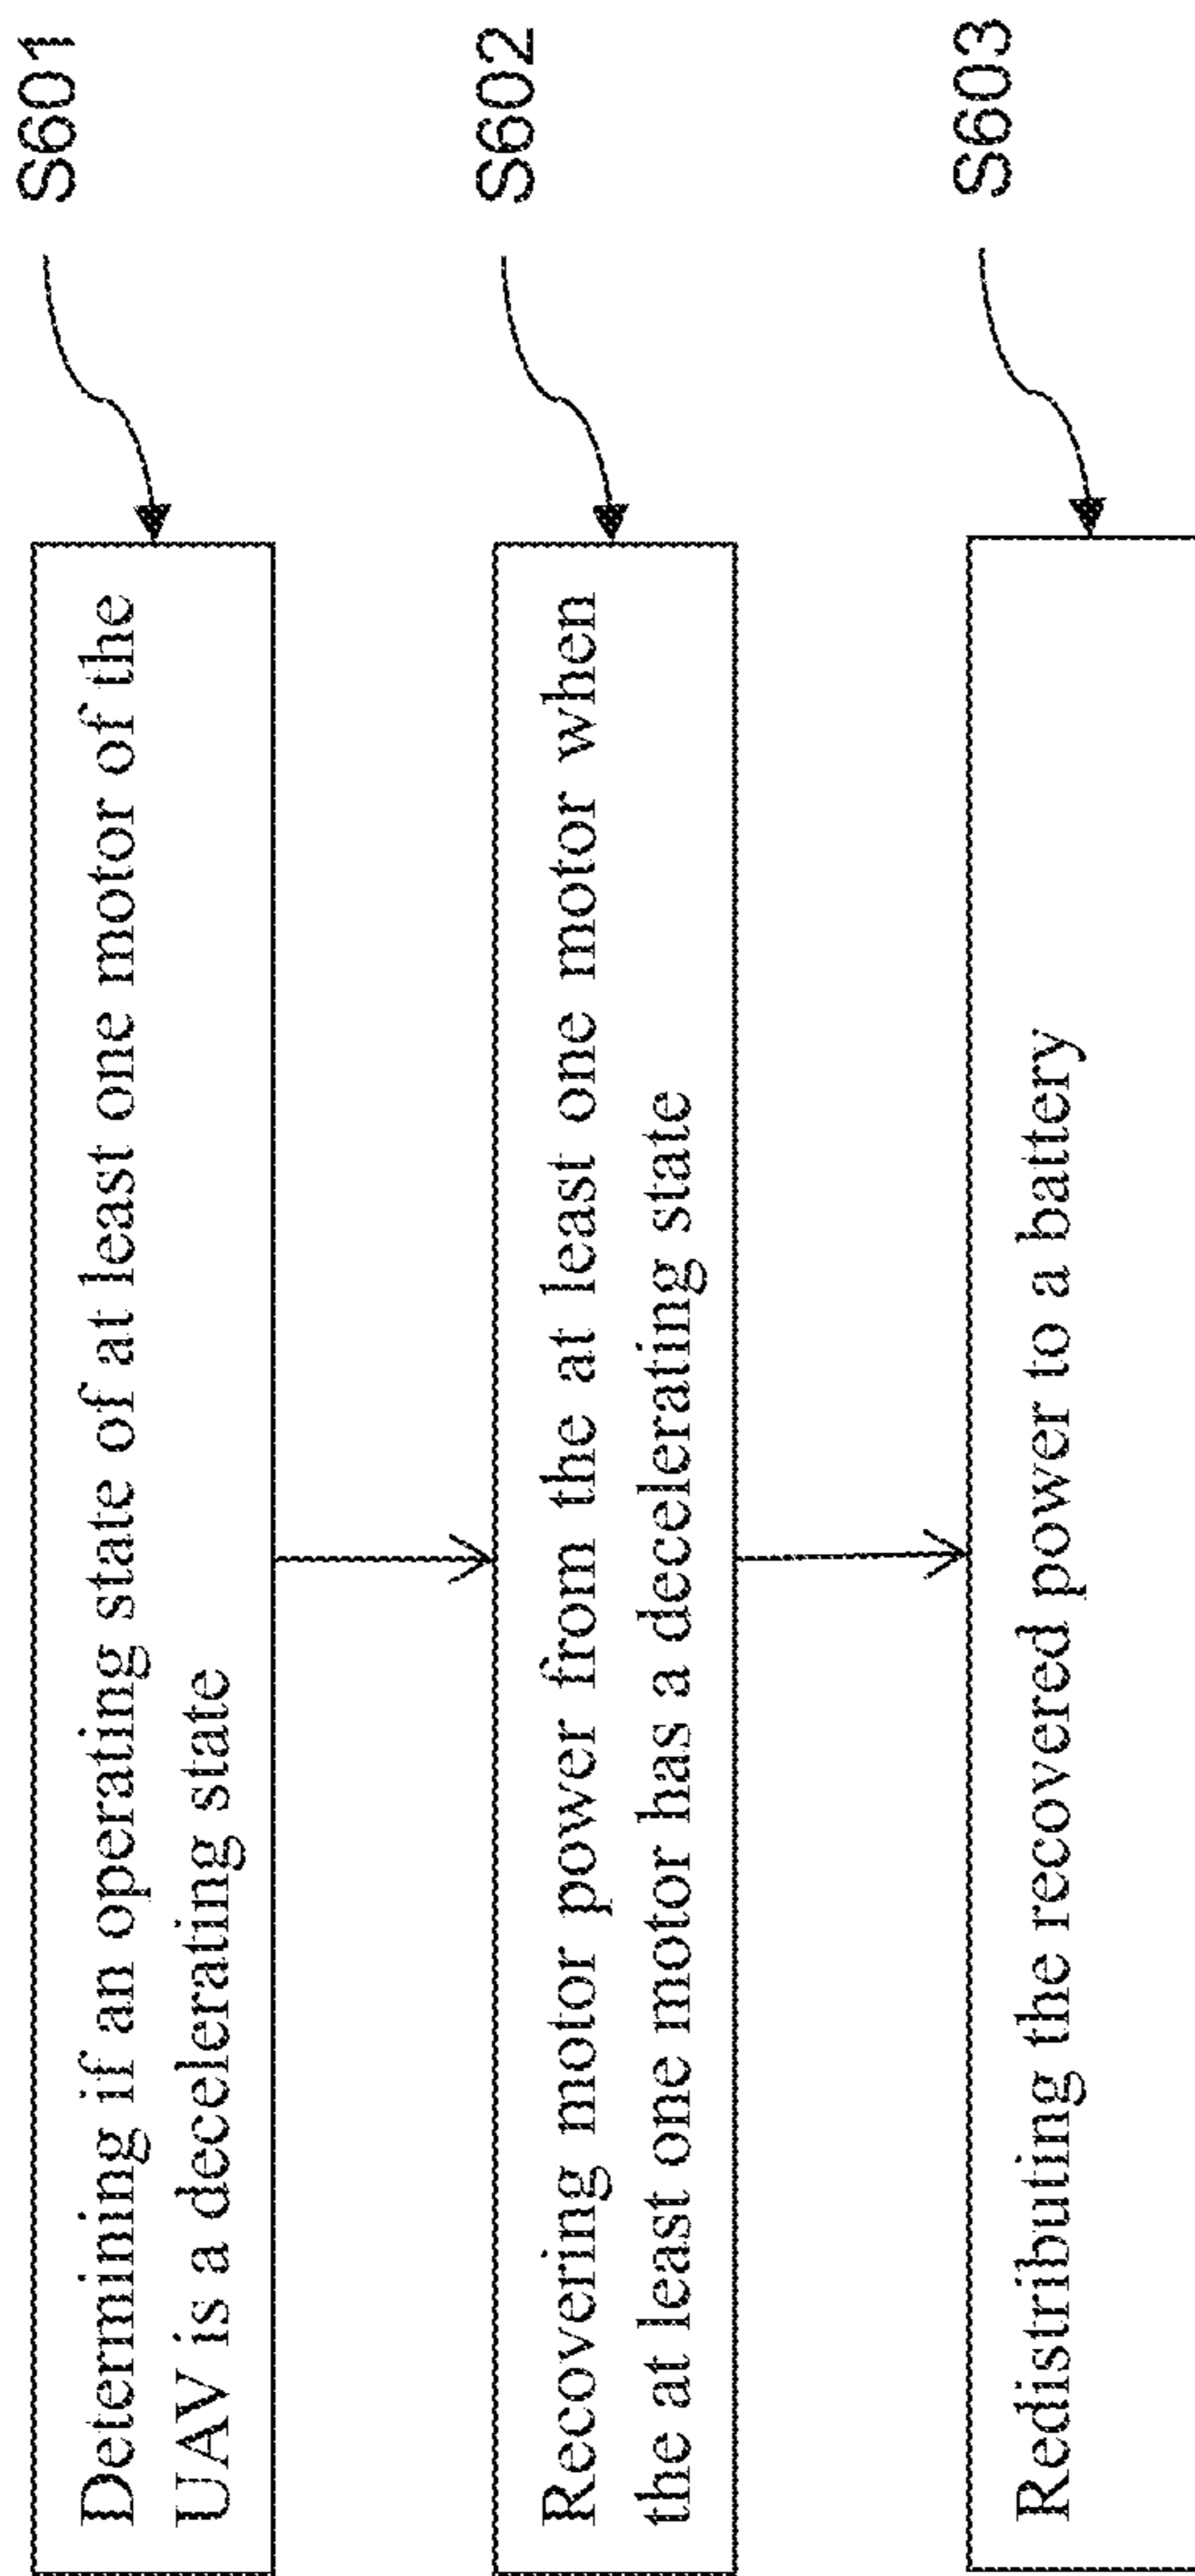 Determining if an operating state of at least one motor of the
UAV is a decelerating state
S601
Recovering motor power from the at least one motor when
the at least one motor has a decelerating state
S602
Redistributing the recovered power to a battery
S603